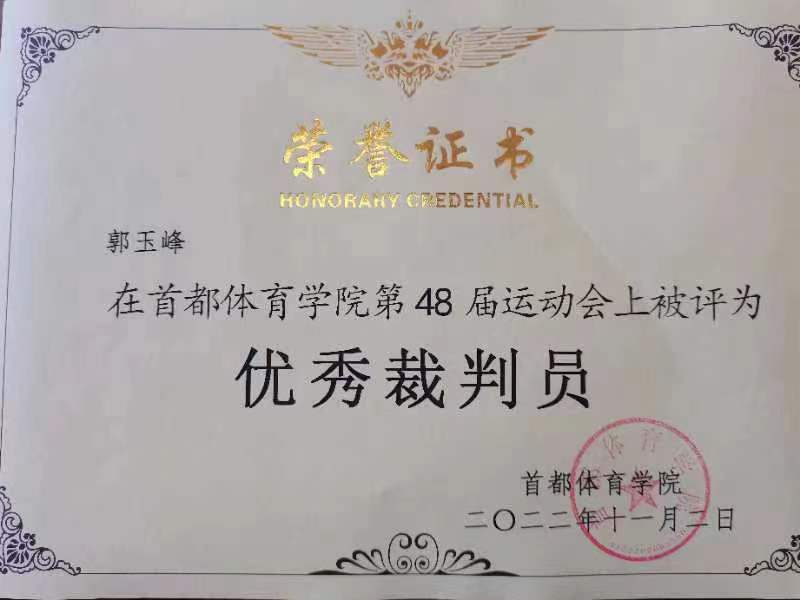 荣誉证书
HONORARY CREDENTIAL
郭玉峰
在首都体育学院第48届运动会上被评为
优秀裁判员
首都体育学院
二〇二二年十一月二日